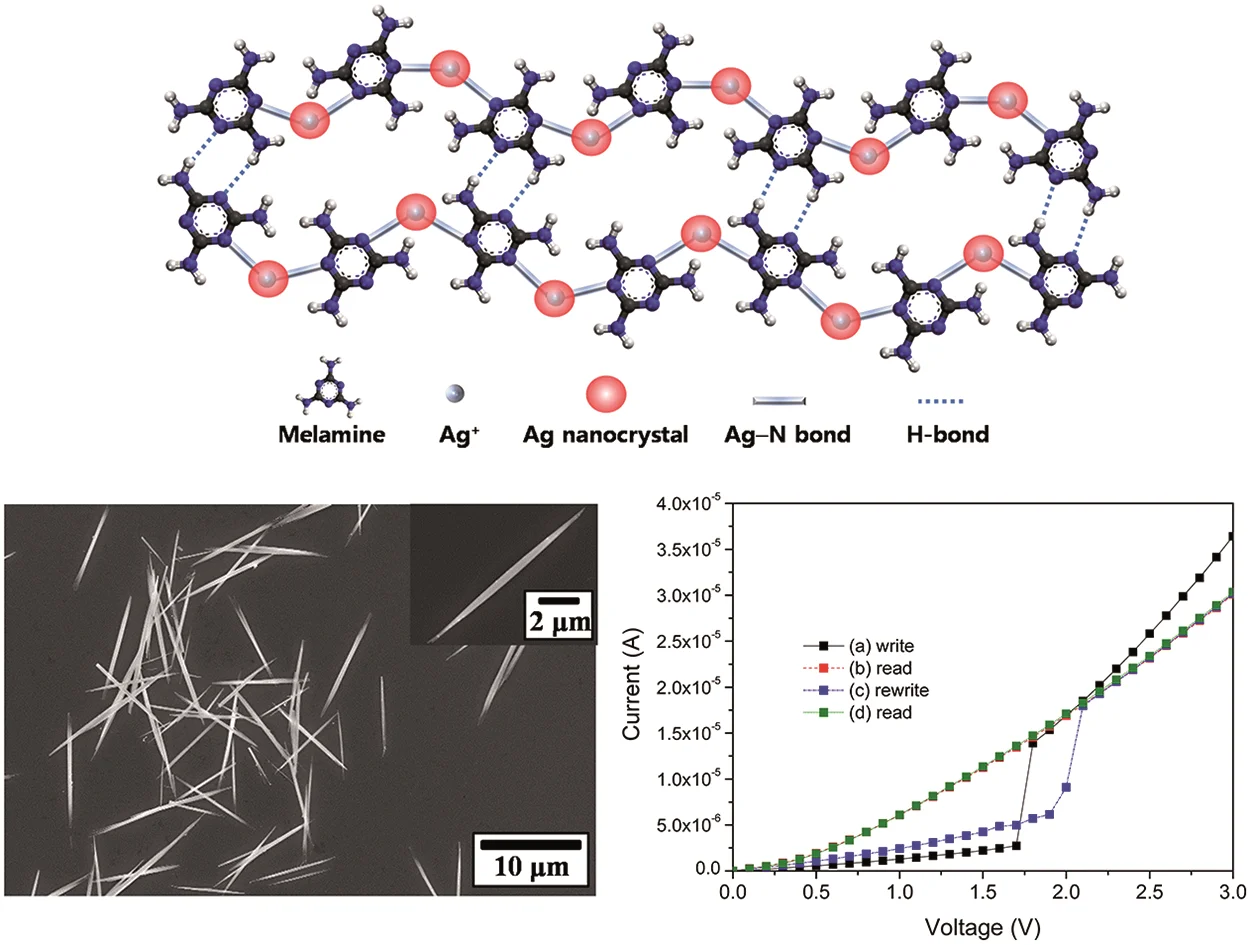 Melamine Ag⁺ Ag nanocrystal Ag–N bond H-bond
2 μm
10 μm
4.0x10⁻⁵
3.5x10⁻⁵
3.0x10⁻⁵
2.5x10⁻⁵
2.0x10⁻⁵
1.5x10⁻⁵
1.0x10⁻⁵
5.0x10⁻⁶
0.0
Current (A)
(a) write
(b) read
(c) rewrite
(d) read
0.0 0.5 1.0 1.5 2.0 2.5 3.0
Voltage (V)